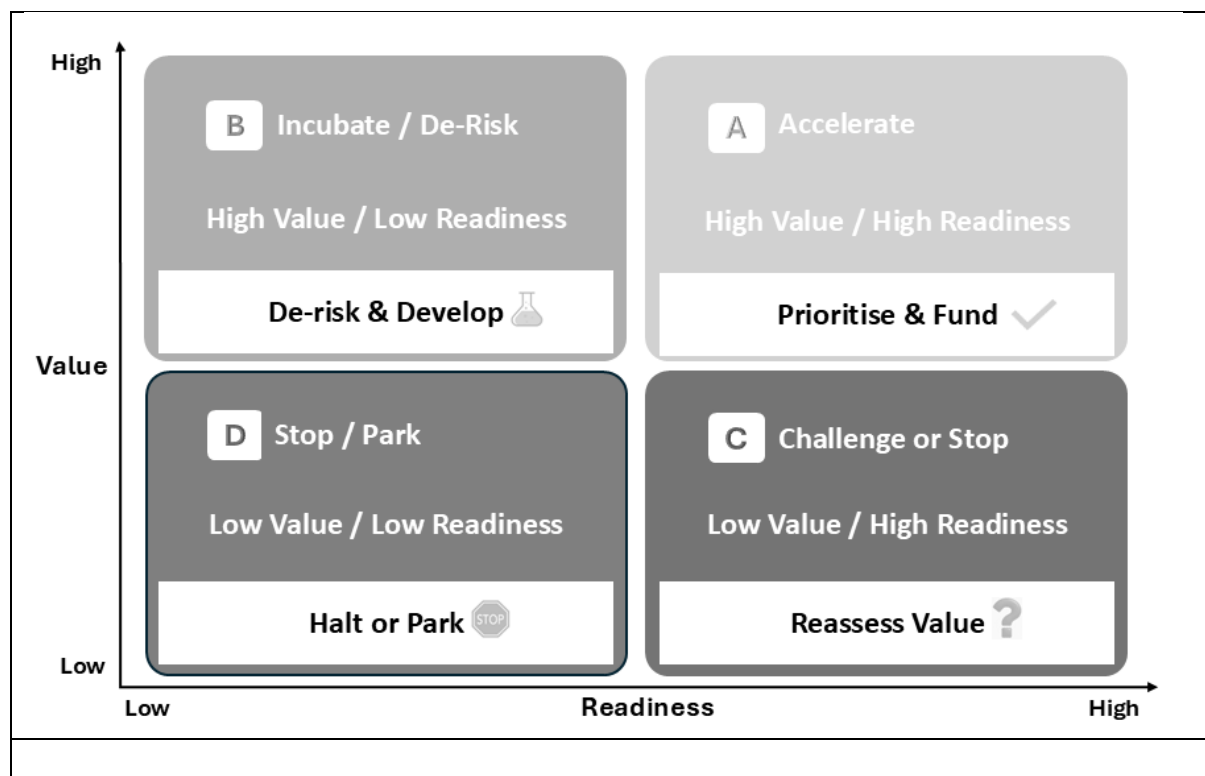 High
B Incubate / De-Risk
High Value / Low Readiness
De-risk & Develop
A Accelerate
High Value / High Readiness
Prioritise & Fund
Value
D Stop / Park
Low Value / Low Readiness
Halt or Park STOP
C Challenge or Stop
Low Value / High Readiness
Reassess Value ?
Low
Low Readiness High